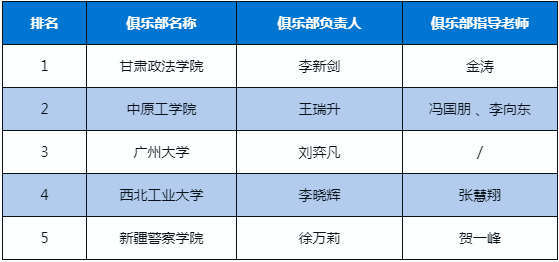 排名 俱乐部名称 俱乐部负责人 俱乐部指导老师
1 甘肃政法学院 李新剑 金涛
2 中原工学院 王瑞升 冯国朋 、李向东
3 广州大学 刘弈凡 /
4 西北工业大学 李晓辉 张慧翔
5 新疆警察学院 徐万莉 贺一峰